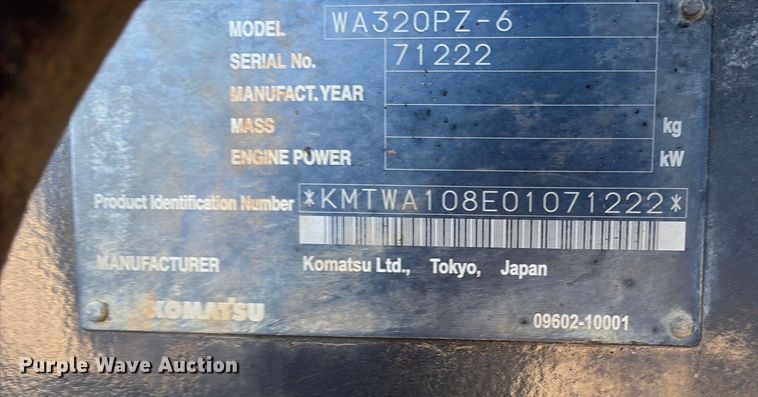 MODEL WA320PZ-6
SERIAL No. 71222
MANUFACT. YEAR
MASS kg
ENGINE POWER kW
Product Identification Number *KMTWA108E01071222*
MANUFACTURER Komatsu Ltd., Tokyo, Japan
KOMATSU
09602-10001
Purple Wave Auction